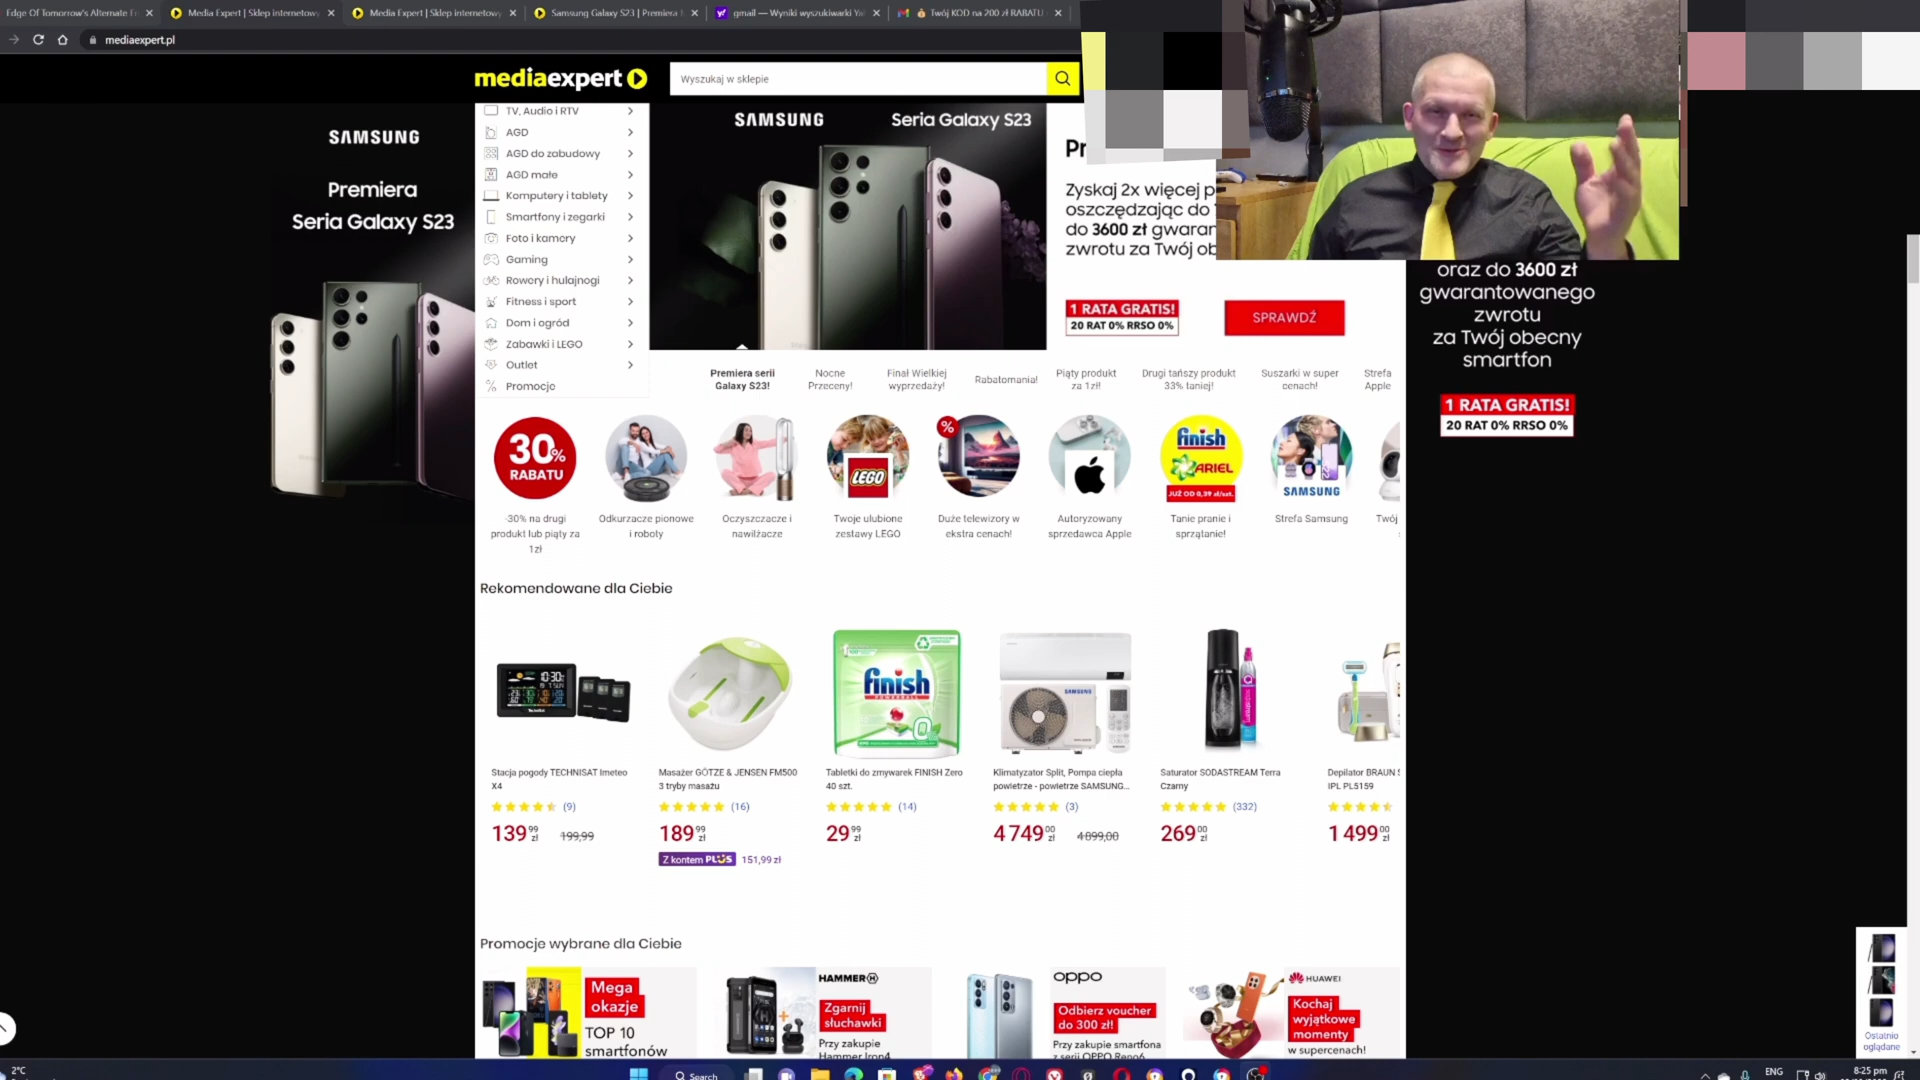 Edge Of Tomorrow's Alternate
Media Expert | Sklep internetowy
Media Expert | Sklep internetowy
Samsung Galaxy S23 | Premiera
gmail — Wyniki wyszukiwarki Ya
Twój KOD na 200 zł RABATU
mediaexpert.pl
mediaexpert
Wyszukaj w sklepie
SAMSUNG
Premiera
Seria Galaxy S23
TV, Audio i RTV
AGD
AGD do zabudowy
AGD małe
Komputery i tablety
Smartfony i zegarki
Foto i kamery
Gaming
Rowery i hulajnogi
Fitness i sport
Dom i ogród
Zabawki i LEGO
Outlet
Promocje
SAMSUNG
Seria Galaxy S23
Zyskaj 2x więcej
oszczędzając do
do 3600 zł gwaran
zwrotu za Twój ob
1 RATA GRATIS!
20 RAT 0% RRSO 0%
SPRAWDŹ
oraz do 3600 zł
gwarantowanego
zwrotu
za Twój obecny
smartfon
1 RATA GRATIS!
20 RAT 0% RRSO 0%
Premiera serii
Galaxy S23!
Nocne
Przeceny!
Finał Wielkiej
wyprzedaży!
Rabatomania!
Piąty produkt
za 1zł!
Drugi tańszy produkt
33% taniej!
Suszarki w super
cenach!
Strefa
Apple
30%
RABATU
LEGO
%
finish
ARIEL
JUŻ OD 0,39 zł/szt.
SAMSUNG
-30% na drugi
produkt lub piąty za
1zł
Odkurzacze pionowe
i roboty
Oczyszczacze i
nawilżacze
Twoje ulubione
zestawy LEGO
Duże telewizory w
ekstra cenach!
Autoryzowany
sprzedawca Apple
Tanie pranie i
sprzątanie!
Strefa Samsung
Twój
Rekomendowane dla Ciebie
10:30
finish
POWERBALL
0%
SAMSUNG
Stacja pogody TECHNISAT Imeteo
X4
(9)
139 99 zł 199,99
Masażer GÖTZE & JENSEN FM500
3 tryby masażu
(16)
189 99 zł
Z kontem PLUS 151,99 zł
Tabletki do zmywarek FINISH Zero
40 szt.
(14)
29 99 zł
Klimatyzator Split, Pompa ciepła
powietrze - powietrze SAMSUNG...
(3)
4 749 00 zł 4 899,00
Saturator SODASTREAM Terra
Czarny
(332)
269 00 zł
Depilator BRAUN
IPL PL5159
1 499 00 zł
Promocje wybrane dla Ciebie
Mega
okazje
TOP 10
smartfonów
HAMMER
Zgarnij
słuchawki
Przy zakupie
Hammer Iron4
OPPO
Odbierz voucher
do 300 zł!
Przy zakupie smartfona
z serii OPPO Reno6
HUAWEI
Kochaj
wyjątkowe
momenty
w supercenach!
Ostatnio
oglądane
2°C
Search
ENG
8:25 pm